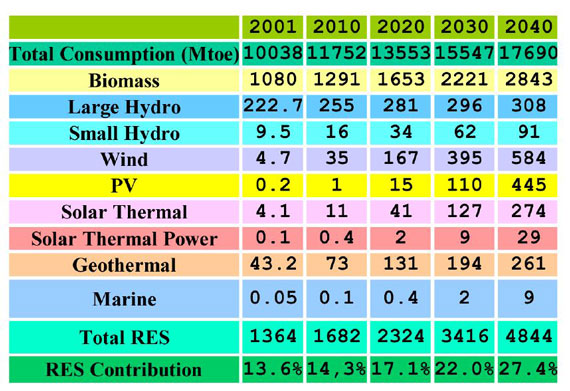 2001 2010 2020 2030 2040
Total Consumption (Mtoe) 10038 11752 13553 15547 17690
Biomass 1080 1291 1653 2221 2843
Large Hydro 222.7 255 281 296 308
Small Hydro 9.5 16 34 62 91
Wind 4.7 35 167 395 584
PV 0.2 1 15 110 445
Solar Thermal 4.1 11 41 127 274
Solar Thermal Power 0.1 0.4 2 9 29
Geothermal 43.2 73 131 194 261
Marine 0.05 0.1 0.4 2 9
Total RES 1364 1682 2324 3416 4844
RES Contribution 13.6% 14,3% 17.1% 22.0% 27.4%